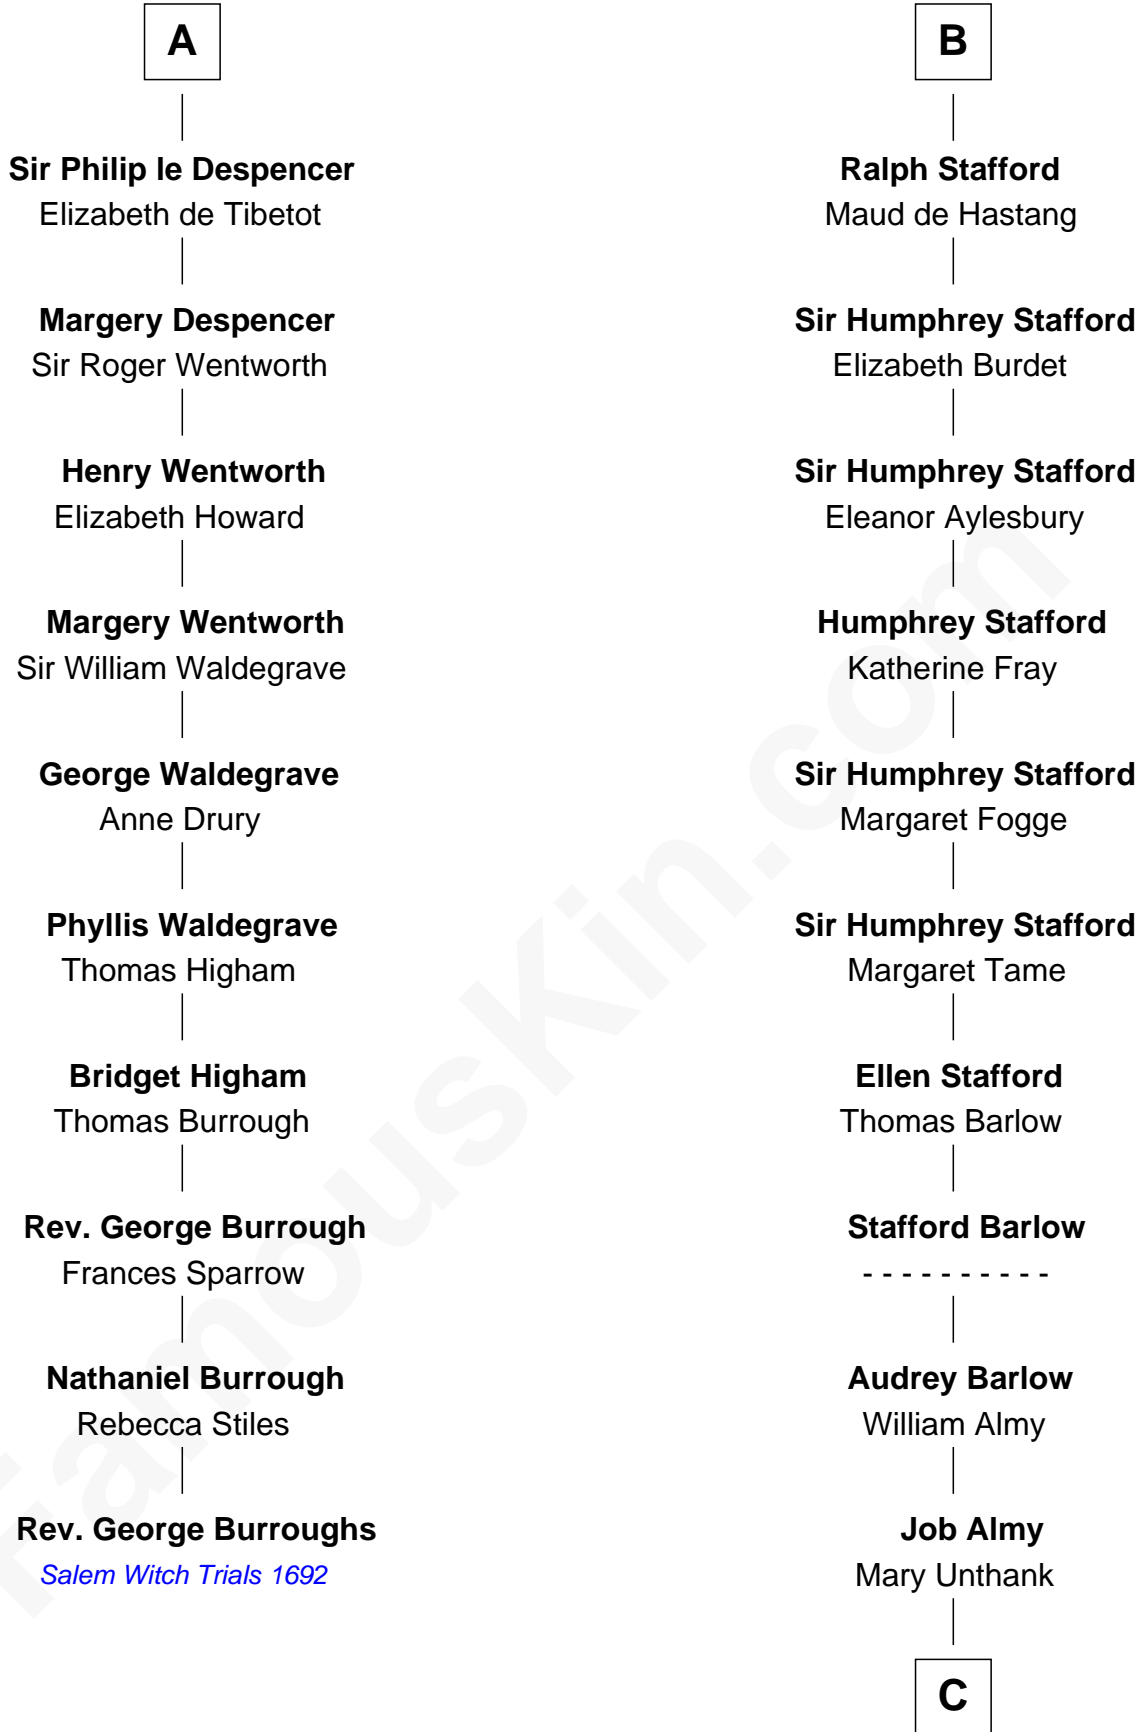 A
Sir Philip le Despencer
Elizabeth de Tibetot
Margery Despencer
Sir Roger Wentworth
Henry Wentworth
Elizabeth Howard
Margery Wentworth
Sir William Waldegrave
George Waldegrave
Anne Drury
Phyllis Waldegrave
Thomas Higham
Bridget Higham
Thomas Burrough
Rev. George Burrough
Frances Sparrow
Nathaniel Burrough
Rebecca Stiles
Rev. George Burroughs
Salem Witch Trials 1692
B
Ralph Stafford
Maud de Hastang
Sir Humphrey Stafford
Elizabeth Burdet
Sir Humphrey Stafford
Eleanor Aylesbury
Humphrey Stafford
Katherine Fray
Sir Humphrey Stafford
Margaret Fogge
Sir Humphrey Stafford
Margaret Tame
Ellen Stafford
Thomas Barlow
Stafford Barlow
- - - - - - - - - -
Audrey Barlow
William Almy
Job Almy
Mary Unthank
C
FamousKin.com